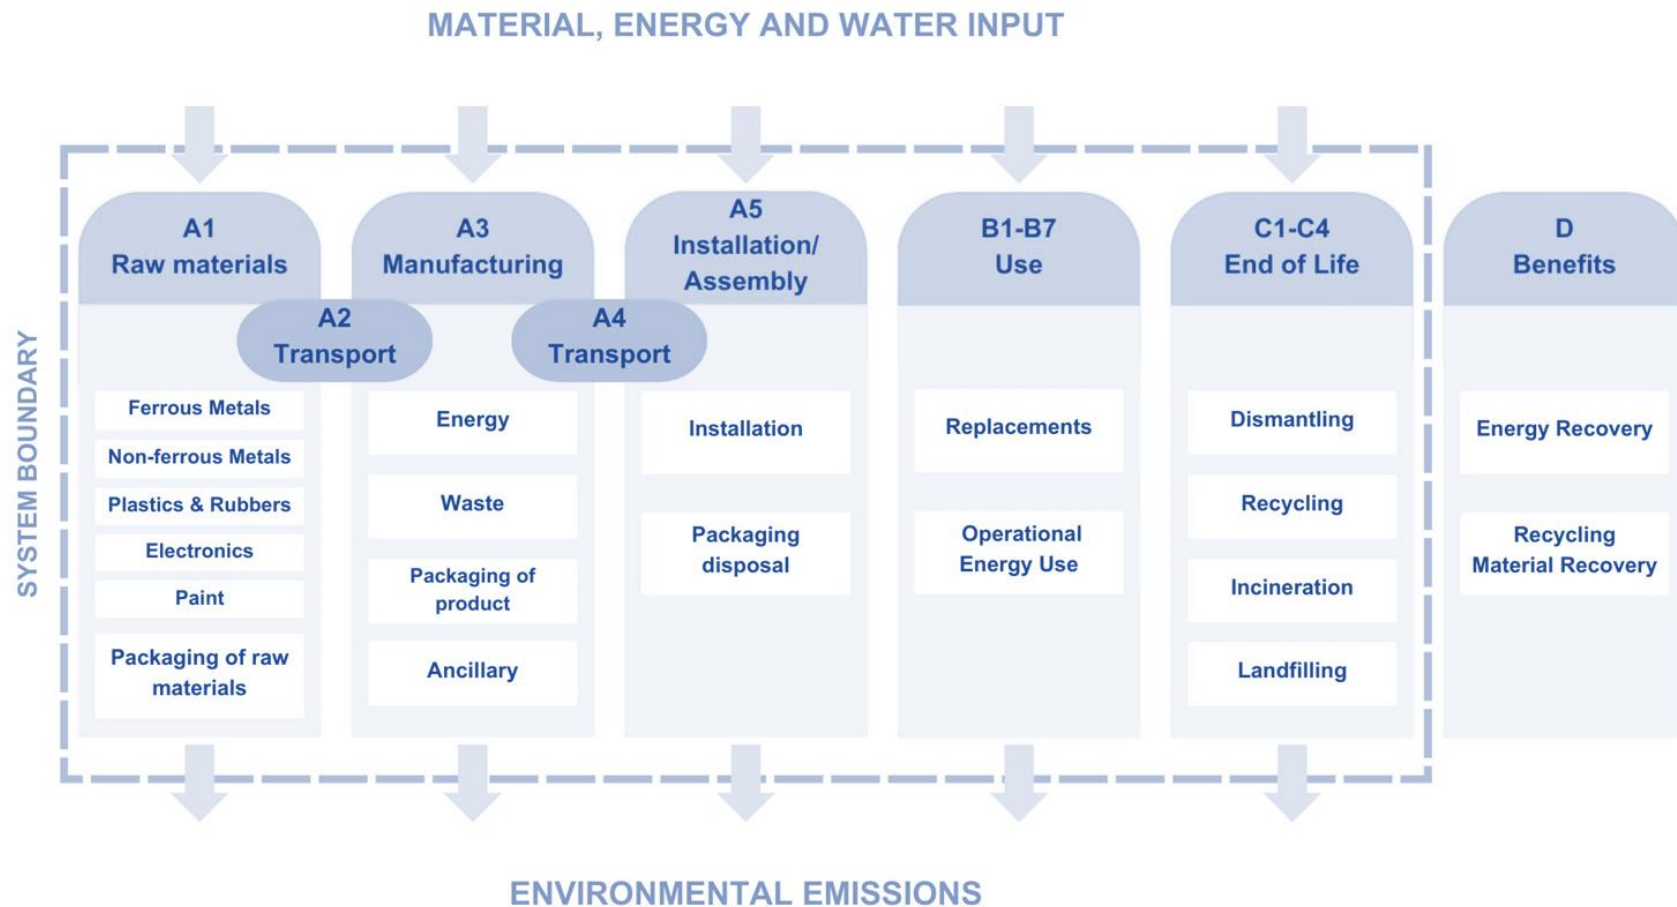 MATERIAL, ENERGY AND WATER INPUT
SYSTEM BOUNDARY
A1
Raw materials
A2
Transport
Ferrous Metals
Non-ferrous Metals
Plastics & Rubbers
Electronics
Paint
Packaging of raw
materials
A3
Manufacturing
A4
Transport
Energy
Waste
Packaging of
product
Ancillary
A5
Installation/
Assembly
Installation
Packaging
disposal
B1-B7
Use
Replacements
Operational
Energy Use
C1-C4
End of Life
Dismantling
Recycling
Incineration
Landfilling
D
Benefits
Energy Recovery
Recycling
Material Recovery
ENVIRONMENTAL EMISSIONS